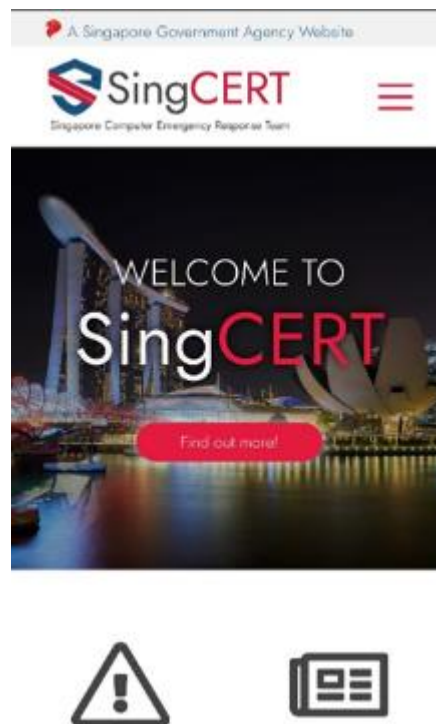 A Singapore Government Agency Website
SingCERT
Singapore Computer Emergency Response Team
WELCOME TO
SingCERT
Find out more!